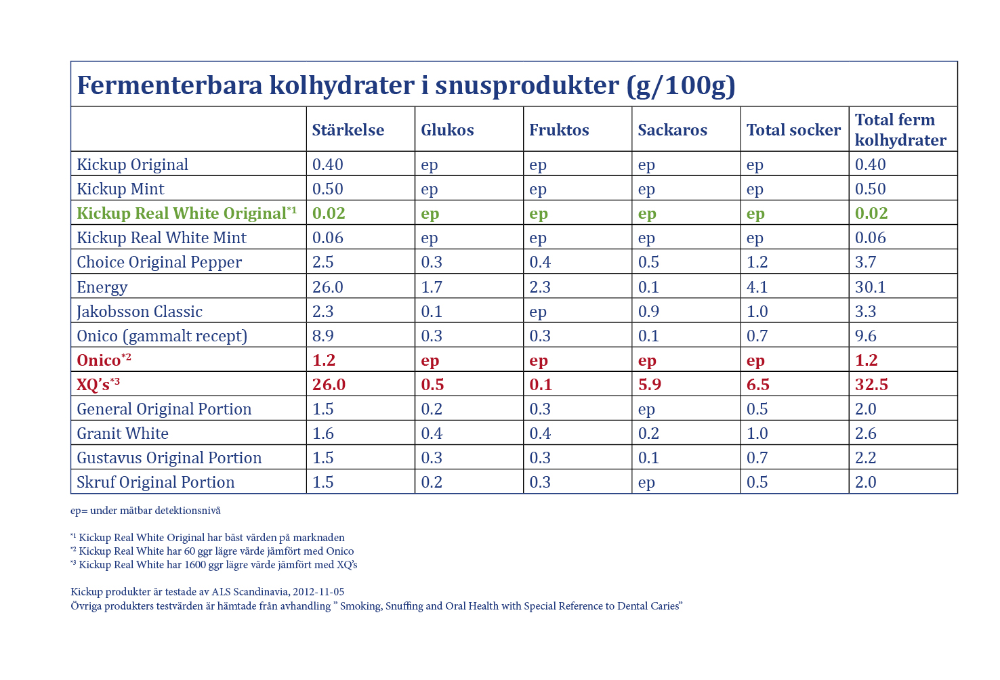 Fermenterbara kolhydrater i snusprodukter (g/100g)
Stärkelse Glukos Fruktos Sackaros Total socker Total ferm kolhydrater
Kickup Original 0.40 ep ep ep ep 0.40
Kickup Mint 0.50 ep ep ep ep 0.50
Kickup Real White Original*1 0.02 ep ep ep ep 0.02
Kickup Real White Mint 0.06 ep ep ep ep 0.06
Choice Original Pepper 2.5 0.3 0.4 0.5 1.2 3.7
Energy 26.0 1.7 2.3 0.1 4.1 30.1
Jakobsson Classic 2.3 0.1 ep 0.9 1.0 3.3
Onico (gammalt recept) 8.9 0.3 0.3 0.1 0.7 9.6
Onico*2 1.2 ep ep ep ep 1.2
XQ’s*3 26.0 0.5 0.1 5.9 6.5 32.5
General Original Portion 1.5 0.2 0.3 ep 0.5 2.0
Granit White 1.6 0.4 0.4 0.2 1.0 2.6
Gustavus Original Portion 1.5 0.3 0.3 0.1 0.7 2.2
Skruf Original Portion 1.5 0.2 0.3 ep 0.5 2.0
ep= under mätbar detektionsnivå
*1 Kickup Real White Original har bäst värden på marknaden
*2 Kickup Real White har 60 ggr lägre värde jämfört med Onico
*3 Kickup Real White har 1600 ggr lägre värde jämfört med XQ’s
Kickup produkter är testade av ALS Scandinavia, 2012-11-05
Övriga produkters testvärden är hämtade från avhandling ” Smoking, Snuffing and Oral Health with Special Reference to Dental Caries”